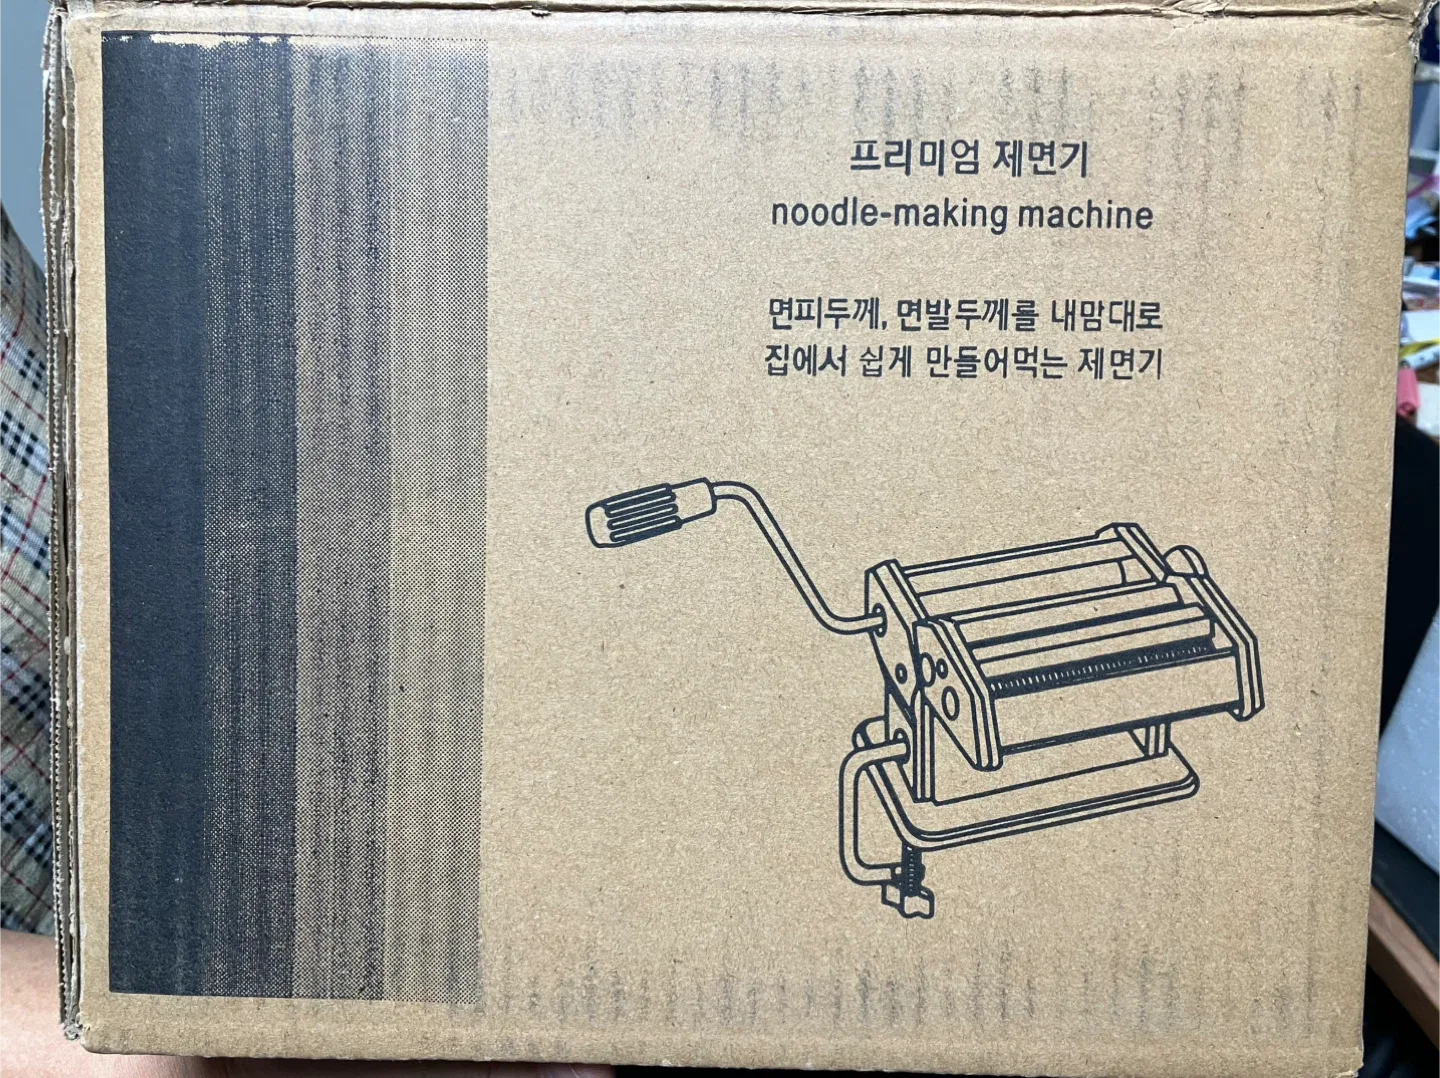 프리미엄 제면기
noodle-making machine
면피두께, 면발두께를 내맘대로
집에서 쉽게 만들어먹는 제면기